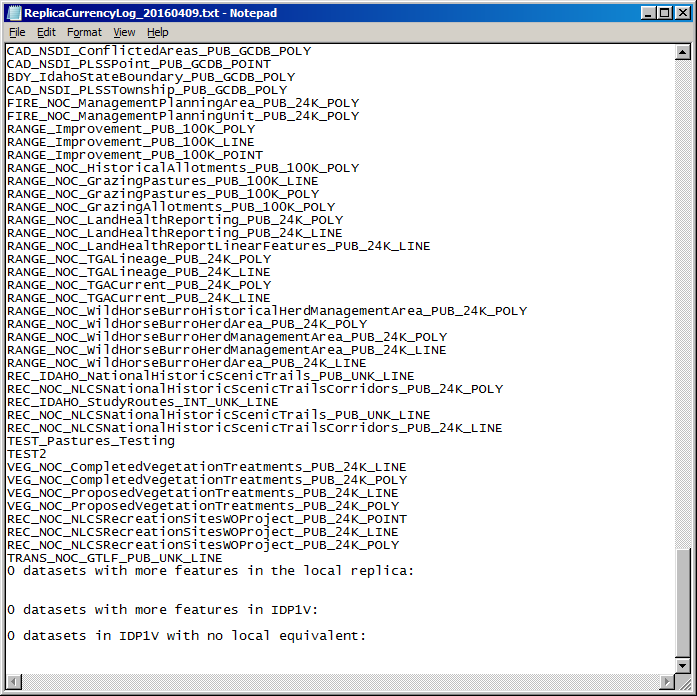 ReplicaCurrencyLog_20160409.txt - Notepad
File Edit Format View Help
CAD_NSDI_ConflictedAreas_PUB_GCDB_POLY
CAD_NSDI_PLSSPoint_PUB_GCDB_POINT
BDY_IdahoStateBoundary_PUB_GCDB_POLY
CAD_NSDI_PLSSTownship_PUB_GCDB_POLY
FIRE_NOC_ManagementPlanningArea_PUB_24K_POLY
FIRE_NOC_ManagementPlanningUnit_PUB_24K_POLY
RANGE_Improvement_PUB_100K_POLY
RANGE_Improvement_PUB_100K_LINE
RANGE_Improvement_PUB_100K_POINT
RANGE_NOC_HistoricalAllotments_PUB_100K_POLY
RANGE_NOC_GrazingPastures_PUB_100K_LINE
RANGE_NOC_GrazingPastures_PUB_100K_POLY
RANGE_NOC_GrazingAllotments_PUB_100K_POLY
RANGE_NOC_LandHealthReporting_PUB_24K_POLY
RANGE_NOC_LandHealthReporting_PUB_24K_LINE
RANGE_NOC_LandHealthReportLinearFeatures_PUB_24K_LINE
RANGE_NOC_TGALineage_PUB_24K_POLY
RANGE_NOC_TGALineage_PUB_24K_LINE
RANGE_NOC_TGACurrent_PUB_24K_POLY
RANGE_NOC_TGACurrent_PUB_24K_LINE
RANGE_NOC_WildHorseBurroHistoricalHerdManagementArea_PUB_24K_POLY
RANGE_NOC_WildHorseBurroHerdArea_PUB_24K_POLY
RANGE_NOC_WildHorseBurroHerdManagementArea_PUB_24K_POLY
RANGE_NOC_WildHorseBurroHerdManagementArea_PUB_24K_LINE
RANGE_NOC_WildHorseBurroHerdArea_PUB_24K_LINE
REC_IDAHO_NationalHistoricScenicTrails_PUB_UNK_LINE
REC_NOC_NLCSNationalHistoricScenicTrailsCorridors_PUB_24K_POLY
REC_IDAHO_StudyRoutes_INT_UNK_LINE
REC_NOC_NLCSNationalHistoricScenicTrails_PUB_UNK_LINE
REC_NOC_NLCSNationalHistoricScenicTrailsCorridors_PUB_24K_LINE
TEST_Pastures_Testing
TEST2
VEG_NOC_CompletedVegetationTreatments_PUB_24K_LINE
VEG_NOC_CompletedVegetationTreatments_PUB_24K_POLY
VEG_NOC_ProposedVegetationTreatments_PUB_24K_LINE
VEG_NOC_ProposedVegetationTreatments_PUB_24K_POLY
REC_NOC_NLCSRecreationSitesWOProject_PUB_24K_POINT
REC_NOC_NLCSRecreationSitesWOProject_PUB_24K_LINE
REC_NOC_NLCSRecreationSitesWOProject_PUB_24K_POLY
TRANS_NOC_GTLF_PUB_UNK_LINE
0 datasets with more features in the local replica:
0 datasets with more features in IDP1V:
0 datasets in IDP1V with no local equivalent: